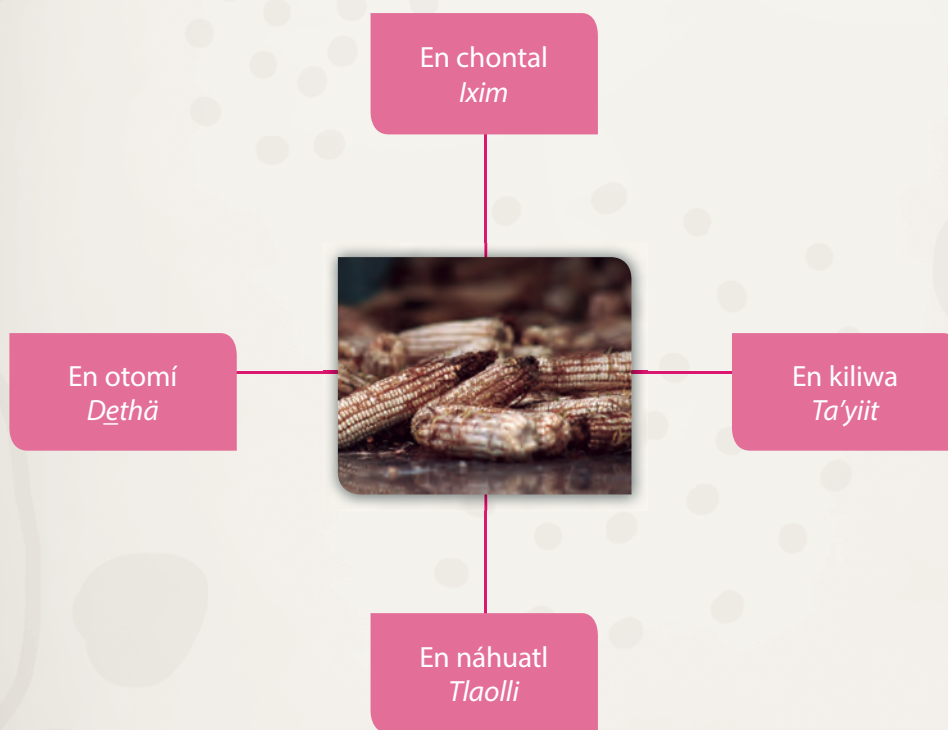 En chontal
Ixim
En otomí
De̲thä
En kiliwa
Ta'yiit
En náhuatl
Tlaolli